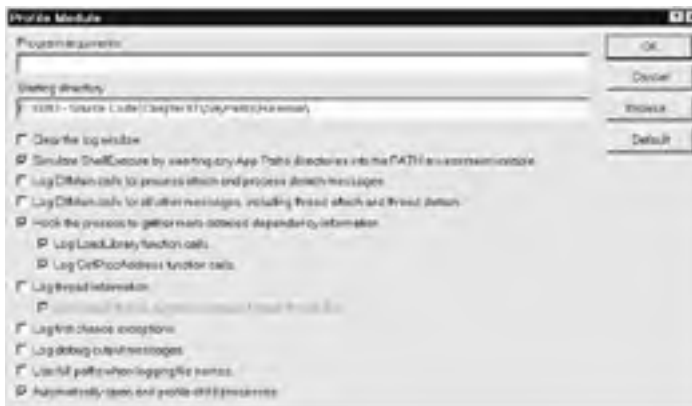 Profile Module
Program arguments:
OK
Starting directory:
Cancel
Source Code\Chapter
Browse...
Clear the log window
Default
Simulate ShellExecute by inserting any App Paths directories into the PATH environment variable.
Log DllMain calls for process attach and process detach messages.
Log DllMain calls for all other messages, including thread attach and thread detach.
Hook the process to gather more detailed dependency information.
Log LoadLibrary function calls.
Log GetProcAddress function calls.
Log thread information.
Log first chance exceptions.
Log debug output messages.
Use full paths when logging file names.
Automatically open and profile child processes.